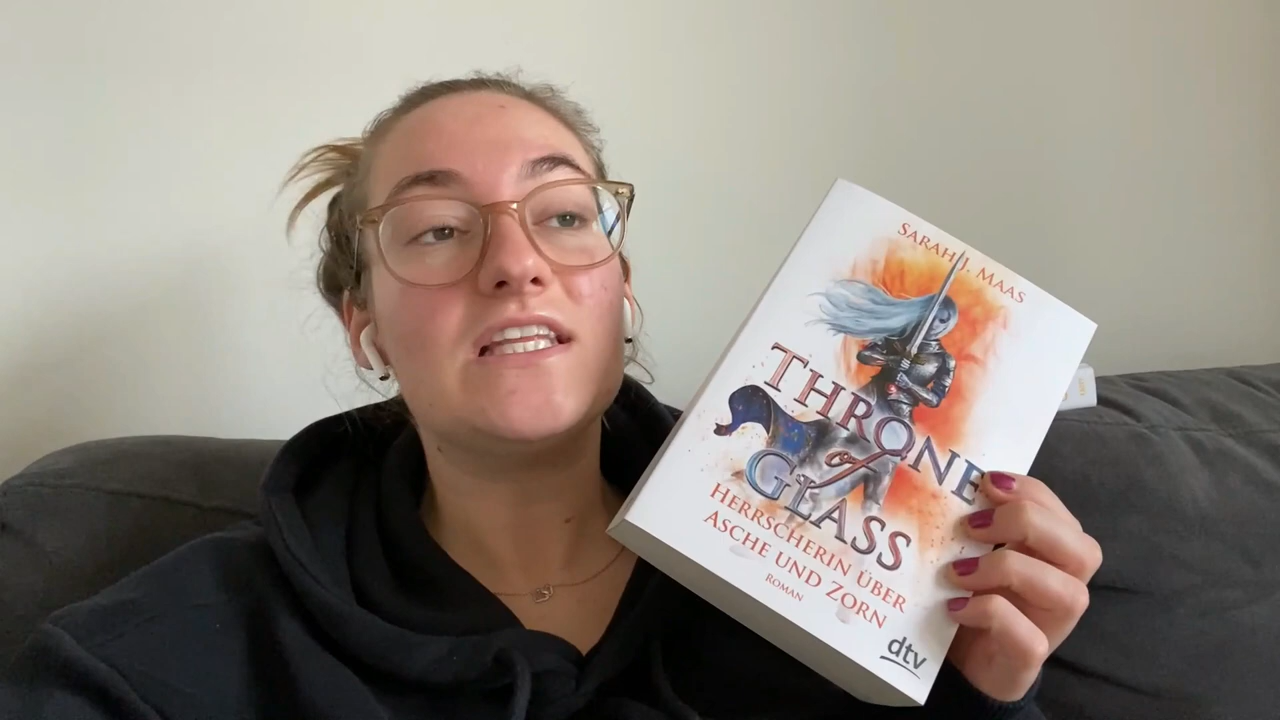 SARAH J. MAAS
THRONE
of
GLASS
HERRSCHERIN ÜBER
ASCHE UND ZORN
ROMAN
dtv